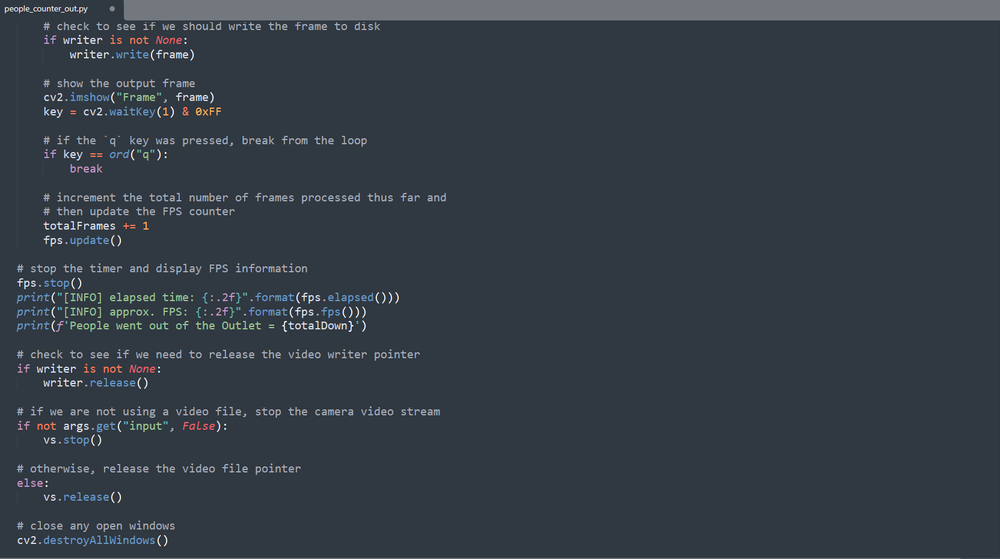 people_counter_out.py
# check to see if we should write the frame to disk
if writer is not None:
writer.write(frame)
# show the output frame
cv2.imshow("Frame", frame)
key = cv2.waitKey(1) & 0xFF
# if the `q` key was pressed, break from the loop
if key == ord("q"):
break
# increment the total number of frames processed thus far and
# then update the FPS counter
totalFrames += 1
fps.update()
# stop the timer and display FPS information
fps.stop()
print("[INFO] elapsed time: {:.2f}".format(fps.elapsed()))
print("[INFO] approx. FPS: {:.2f}".format(fps.fps()))
print(f'People went out of the Outlet = {totalDown}')
# check to see if we need to release the video writer pointer
if writer is not None:
writer.release()
# if we are not using a video file, stop the camera video stream
if not args.get("input", False):
vs.stop()
# otherwise, release the video file pointer
else:
vs.release()
# close any open windows
cv2.destroyAllWindows()